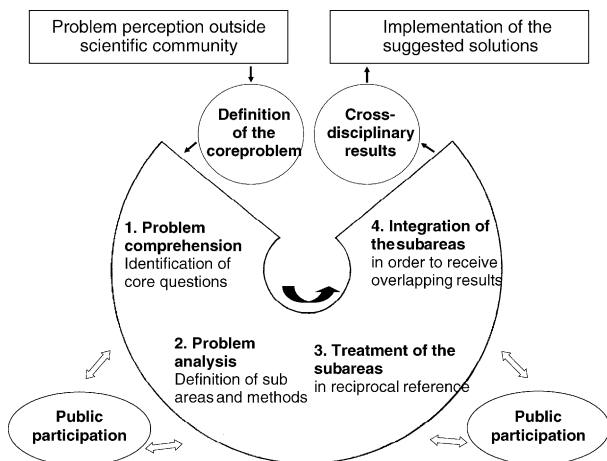 Problem perception outside
scientific community
Implementation of the
suggested solutions
Definition
of the
coreproblem
Cross-
disciplinary
results
1. Problem
comprehension
Identification of
core questions
4. Integration of
thesubareas
in order to receive
overlapping results
2. Problem
analysis
Definition of sub
areas and methods
3. Treatment of the
subareas
in reciprocal reference
Public
participation
Public
participation